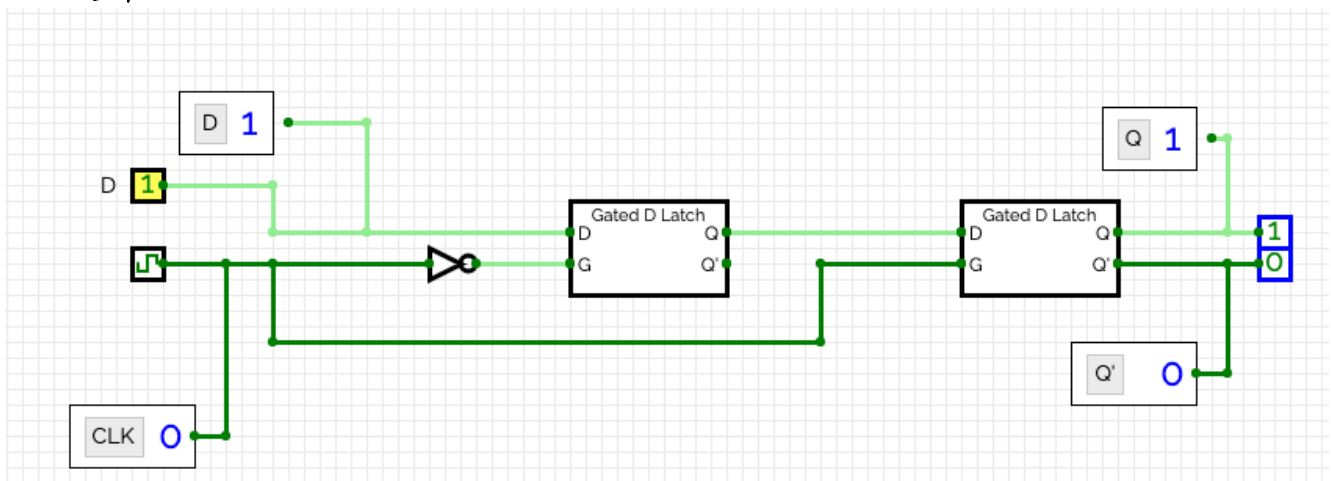 D 1
Q 1
D 1
Gated D Latch
D Q
G Q'
Gated D Latch
D Q
G Q'
1
0
Q' 0
CLK 0